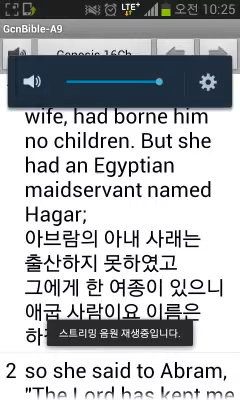 LTE 오전 10:25
GcnBible-A9
Genesis 16Ch
wife, had borne him
no children. But she
had an Egyptian
maidservant named
Hagar;
아브람의 아내 사래는
출산하지 못하였고
그에게 한 여종이 있으니
애굽 사람이요 이름은
스트리밍 음원 재생중입니다.
2 so she said to Abram,
"The Lord has kept me